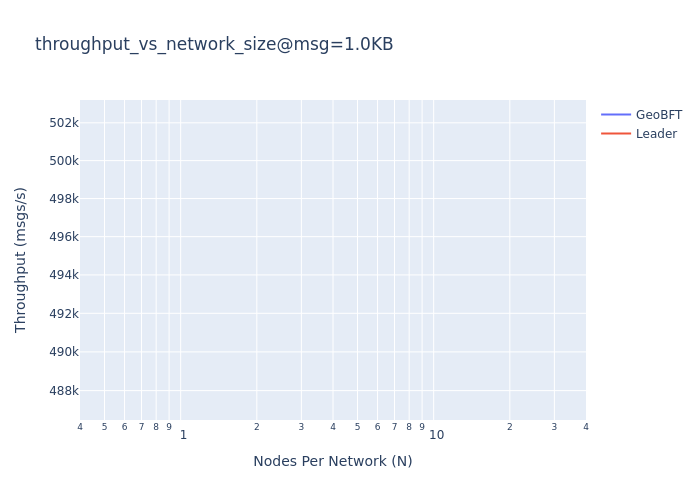 throughput_vs_network_size@msg=1.0KB
GeoBFT
Leader
Throughput (msgs/s)
502k
500k
498k
496k
494k
492k
490k
488k
4 5 6 7 8 9 1 2 3 4 5 6 7 8 9 10 2 3 4
Nodes Per Network (N)